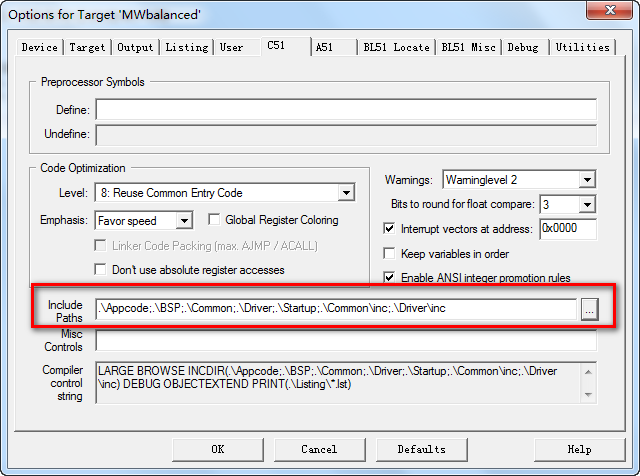 Options for Target 'MWbalanced'
Device Target Output Listing User C51 A51 BL51 Locate BL51 Misc Debug Utilities
Preprocessor Symbols
Define:
Undefine:
Code Optimization
Level: 8: Reuse Common Entry Code
Emphasis: Favor speed Global Register Coloring
Linker Code Packing (max. AJMP / ACALL)
Don't use absolute register accesses
Warnings: Warninglevel 2
Bits to round for float compare: 3
Interrupt vectors at address: 0x0000
Keep variables in order
Enable ANSI integer promotion rules
Include
Paths
.\Appcode;.\BSP;.\Common;.\Driver;.\Startup;.\Common\inc;.\Driver\inc
...
Misc
Controls
Compiler
control
string
LARGE BROWSE INCDIR(.\Appcode;.\BSP;.\Common;.\Driver;.\Startup;.\Common\inc;.\Driver
\inc) DEBUG OBJECTEXTEND PRINT(.\Listing\*.lst)
OK Cancel Defaults Help